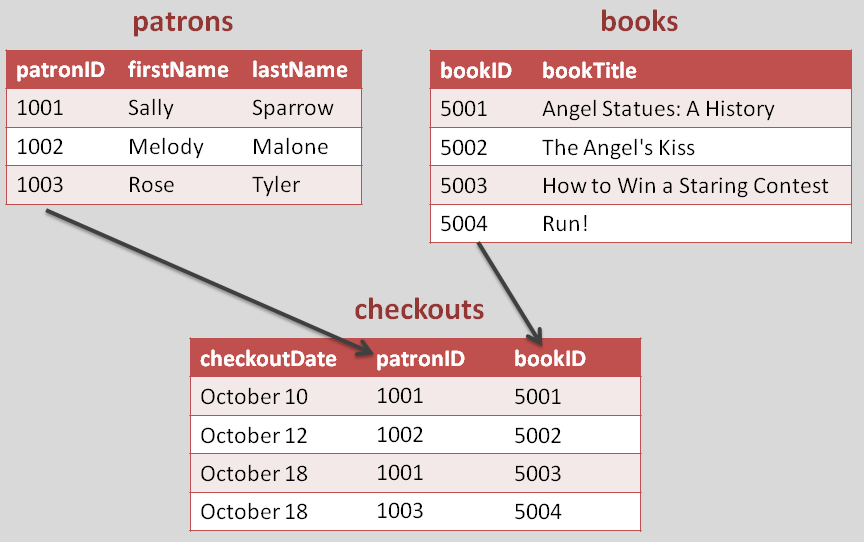 patrons
patronID firstName lastName
1001 Sally Sparrow
1002 Melody Malone
1003 Rose Tyler
books
bookID bookTitle
5001 Angel Statues: A History
5002 The Angel's Kiss
5003 How to Win a Staring Contest
5004 Run!
checkouts
checkoutDate patronID bookID
October 10 1001 5001
October 12 1002 5002
October 18 1001 5003
October 18 1003 5004